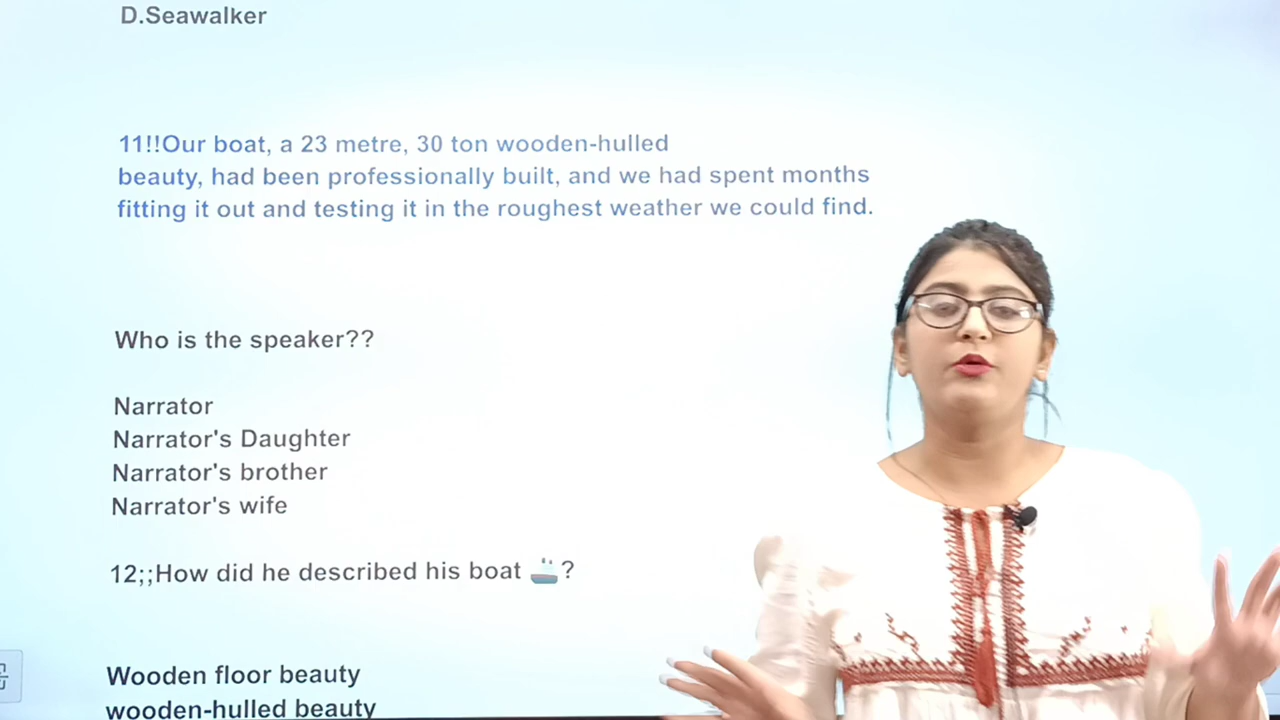 D.Seawalker
11!!Our boat, a 23 metre, 30 ton wooden-hulled
beauty, had been professionally built, and we had spent months
fitting it out and testing it in the roughest weather we could find.
Who is the speaker??
Narrator
Narrator's Daughter
Narrator's brother
Narrator's wife
12;;How did he described his boat 🚢?
Wooden floor beauty
wooden-hulled beauty